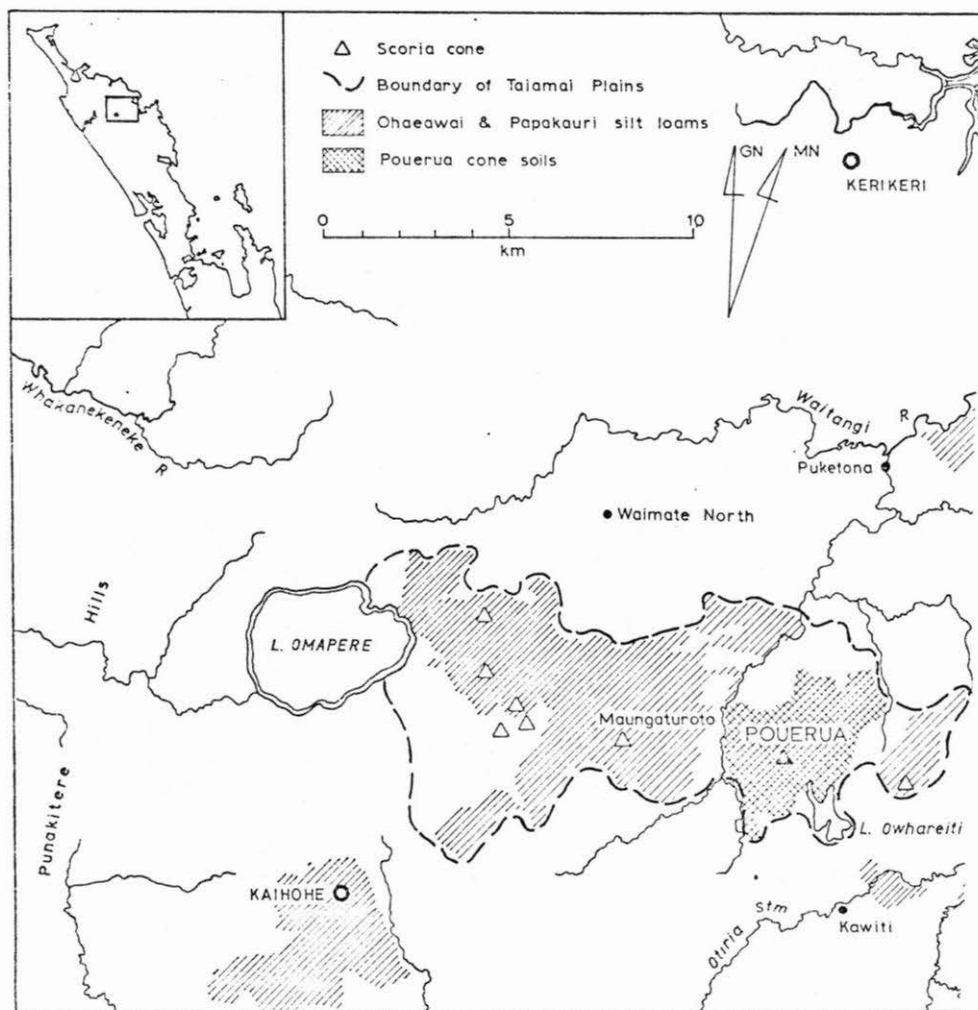 Scoria cone
Boundary of Taiamai Plains
Ohaeawai & Papakauri silt loams
Pouerua cone soils
GN
MN
KERIKERI
0
5
10
km
Whakanekeneke R
Waitangi R
Puketona
Waimate North
Hills
L. OMAPERE
Maungaturoto
POUERUA
Punakitere
L. Owhareiti
KAIHOHE
Otiria Stm
Kawiti